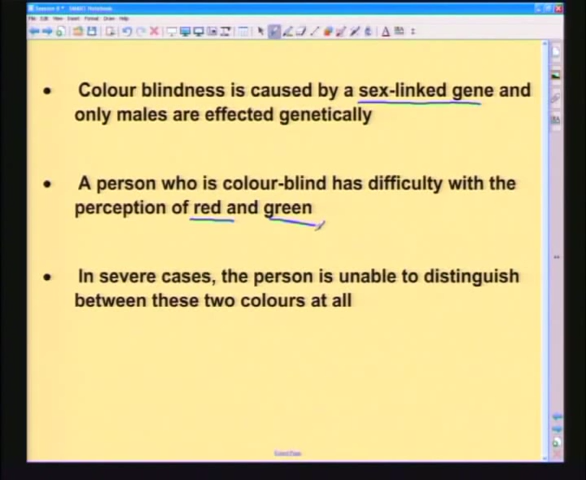 • Colour blindness is caused by a sex-linked gene and
only males are effected genetically
• A person who is colour-blind has difficulty with the
perception of red and green
• In severe cases, the person is unable to distinguish
between these two colours at all